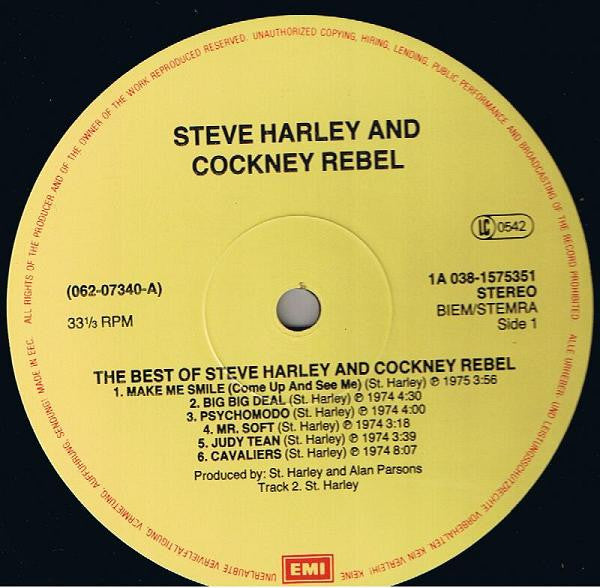 ALL RIGHTS OF THE PRODUCER AND OF THE OWNER OF THE WORK REPRODUCED RESERVED. UNAUTHORIZED COPYING, HIRING, LENDING, PUBLIC PERFORMANCE AND BROADCASTING OF THE RECORD PROHIBITED
STEVE HARLEY AND
COCKNEY REBEL
LC 0542
(062-07340-A)
33⅓ RPM
1A 038-1575351
STEREO
BIEM/STEMRA
Side 1
THE BEST OF STEVE HARLEY AND COCKNEY REBEL
1. MAKE ME SMILE (Come Up And See Me) (St. Harley) ℗ 1975 3:56
2. BIG BIG DEAL (St. Harley) ℗ 1974 4:30
3. PSYCHOMODO (St. Harley) ℗ 1974 4:00
4. MR. SOFT (St. Harley) ℗ 1974 3:18
5. JUDY TEAN (St. Harley) ℗ 1974 3:39
6. CAVALIERS (St. Harley) ℗ 1974 8:07
Produced by: St. Harley and Alan Parsons
Track 2. St. Harley
ALLE URHEBER- UND LEISTUNGSSCHUTZRECHTE VORBEHALTEN KEIN VERLEIH! KEINE
UNERLAUBTE VERVIELFALTIGUNG, VERMIETUNG, AUFFÜHRUNG, SENDUNG! MADE IN EEC.
EMI